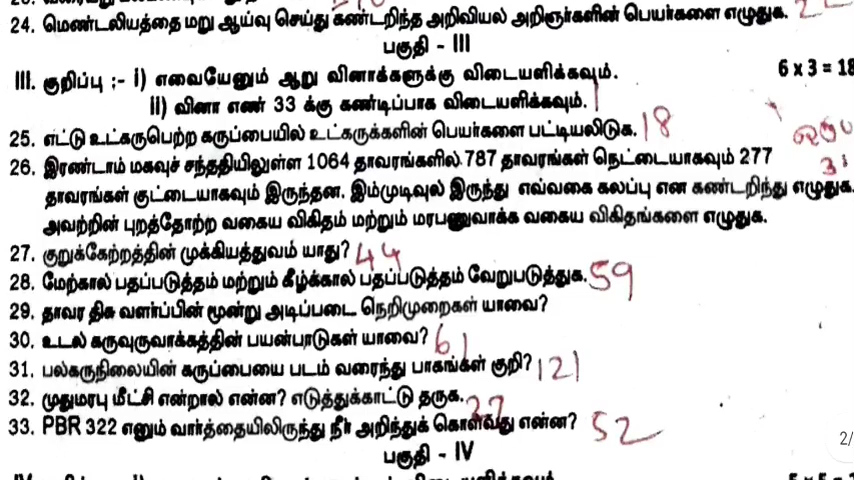 24. மெண்டலியத்தை மறு ஆய்வு செய்து கண்டறிந்த அறிவியல் அறிஞர்களின் பெயர்களை எழுதுக.
பகுதி - III
III. குறிப்பு :- i) எவையேனும் ஆறு வினாக்களுக்கு விடையளிக்கவும். 6 x 3 = 18
ii) வினா எண் 33 க்கு கண்டிப்பாக விடையளிக்கவும்.
25. எட்டு உட்கருபெற்ற கருப்பையில் உட்கருக்களின் பெயர்களை பட்டியலிடுக. 18
26. இரண்டாம் மகவுச் சந்ததியிலுள்ள 1064 தாவரங்களில் 787 தாவரங்கள் நெட்டையாகவும் 277
தாவரங்கள் குட்டையாகவும் இருந்தன. இம்முடிவுல் இருந்து எவ்வகை கலப்பு என கண்டறிந்து எழுதுக.
அவற்றின் புறத்தோற்ற வகைய விகிதம் மற்றும் மரபணுவாக்க வகைய விகிதங்களை எழுதுக.
27. குறுக்கேற்றத்தின் முக்கியத்துவம் யாது? 44
28. மேற்கால் பதப்படுத்தம் மற்றும் கீழ்க்கால் பதப்படுத்தம் வேறுபடுத்துக. 59
29. தாவர திசு வளர்ப்பின் மூன்று அடிப்படை நெறிமுறைகள் யாவை?
30. உடல் கருவுருவாக்கத்தின் பயன்பாடுகள் யாவை? 61
31. பல்கருநிலையின் கருப்பையை படம் வரைந்து பாகங்கள் குறி? 121
32. முதுமரபு மீட்சி என்றால் என்ன? எடுத்துக்காட்டு தருக. 27
33. PBR 322 எனும் வார்த்தையிலிருந்து நீர் அறிந்துக் கொள்வது என்ன? 52
பகுதி - IV
2/